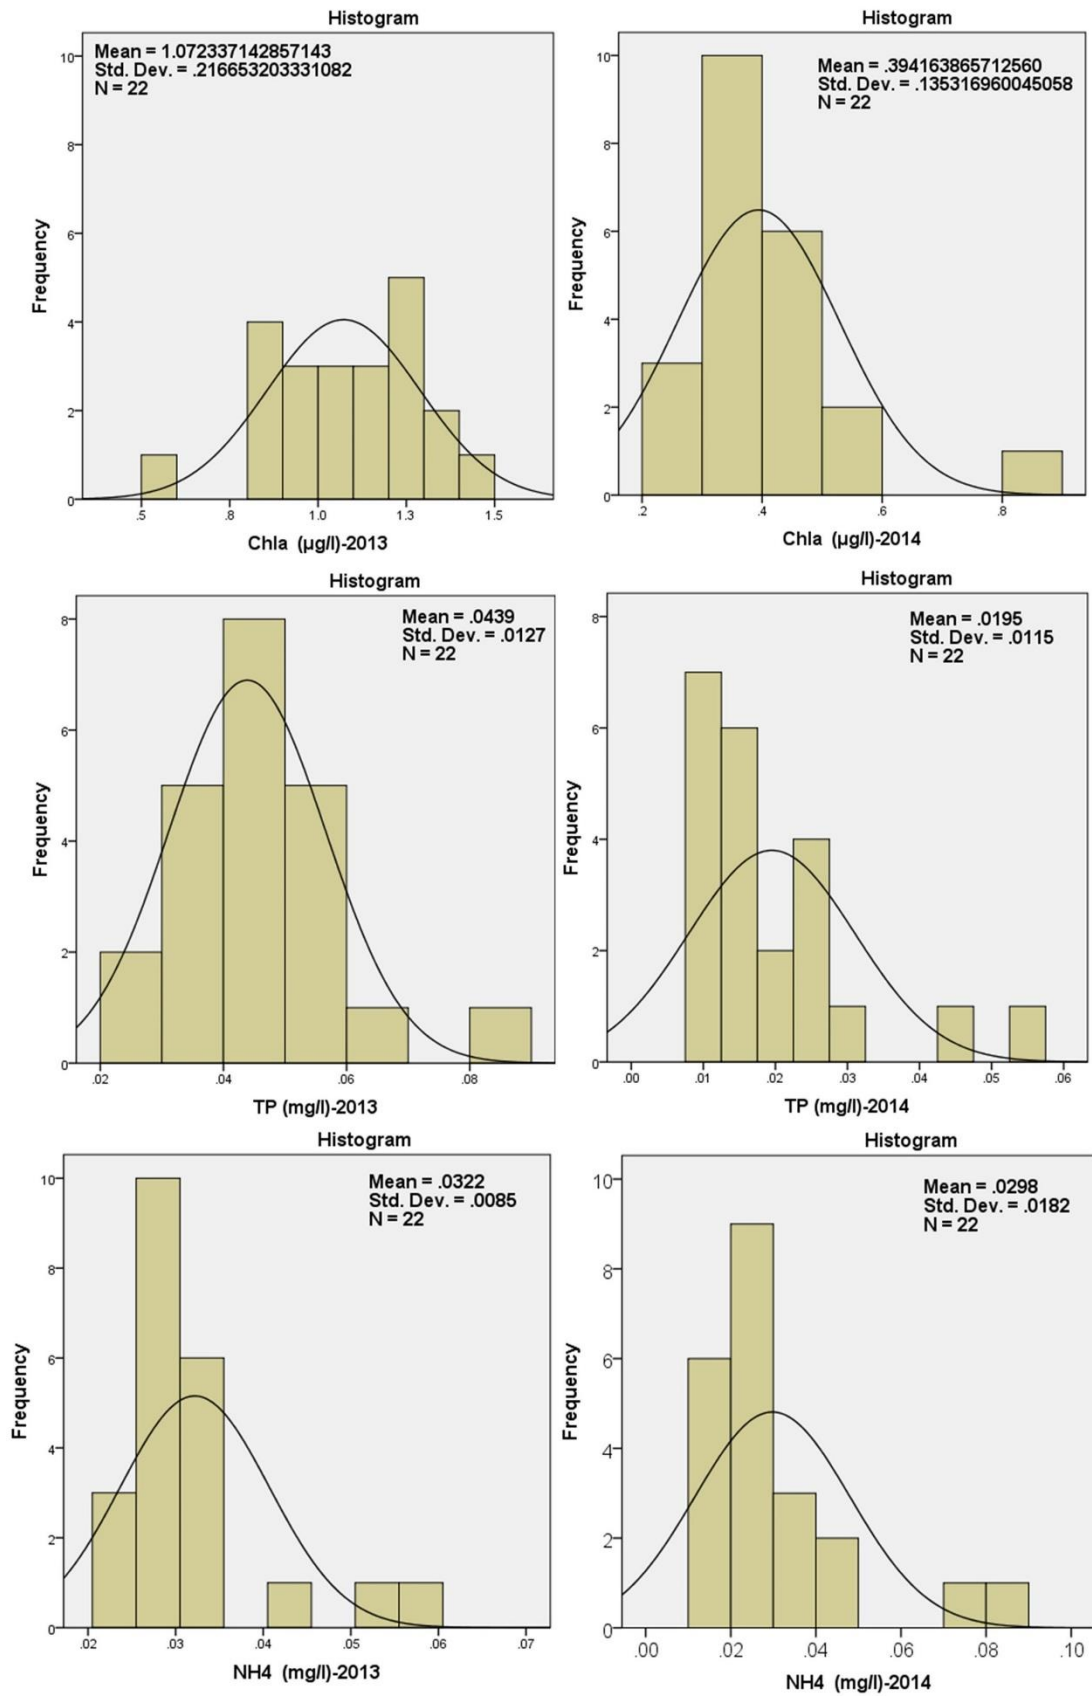 Histogram
Mean = 1.072337142857143
Std. Dev. = .216653203331082
N = 22
10
8
6
4
2
0
Frequency
.5 .8 1.0 1.3 1.5
Chla (µg/l)-2013
Histogram
Mean = .394163865712560
Std. Dev. = .135316960045058
N = 22
10
8
6
4
2
0
Frequency
.2 .4 .6 .8
Chla (µg/l)-2014
Histogram
Mean = .0439
Std. Dev. = .0127
N = 22
8
6
4
2
0
Frequency
.02 .04 .06 .08
TP (mg/l)-2013
Histogram
Mean = .0195
Std. Dev. = .0115
N = 22
8
6
4
2
0
Frequency
.00 .01 .02 .03 .04 .05 .06
TP (mg/l)-2014
Histogram
Mean = .0322
Std. Dev. = .0085
N = 22
10
8
6
4
2
0
Frequency
.02 .03 .04 .05 .06 .07
NH4 (mg/l)-2013
Histogram
Mean = .0298
Std. Dev. = .0182
N = 22
10
8
6
4
2
0
Frequency
.00 .02 .04 .06 .08 .10
NH4 (mg/l)-2014